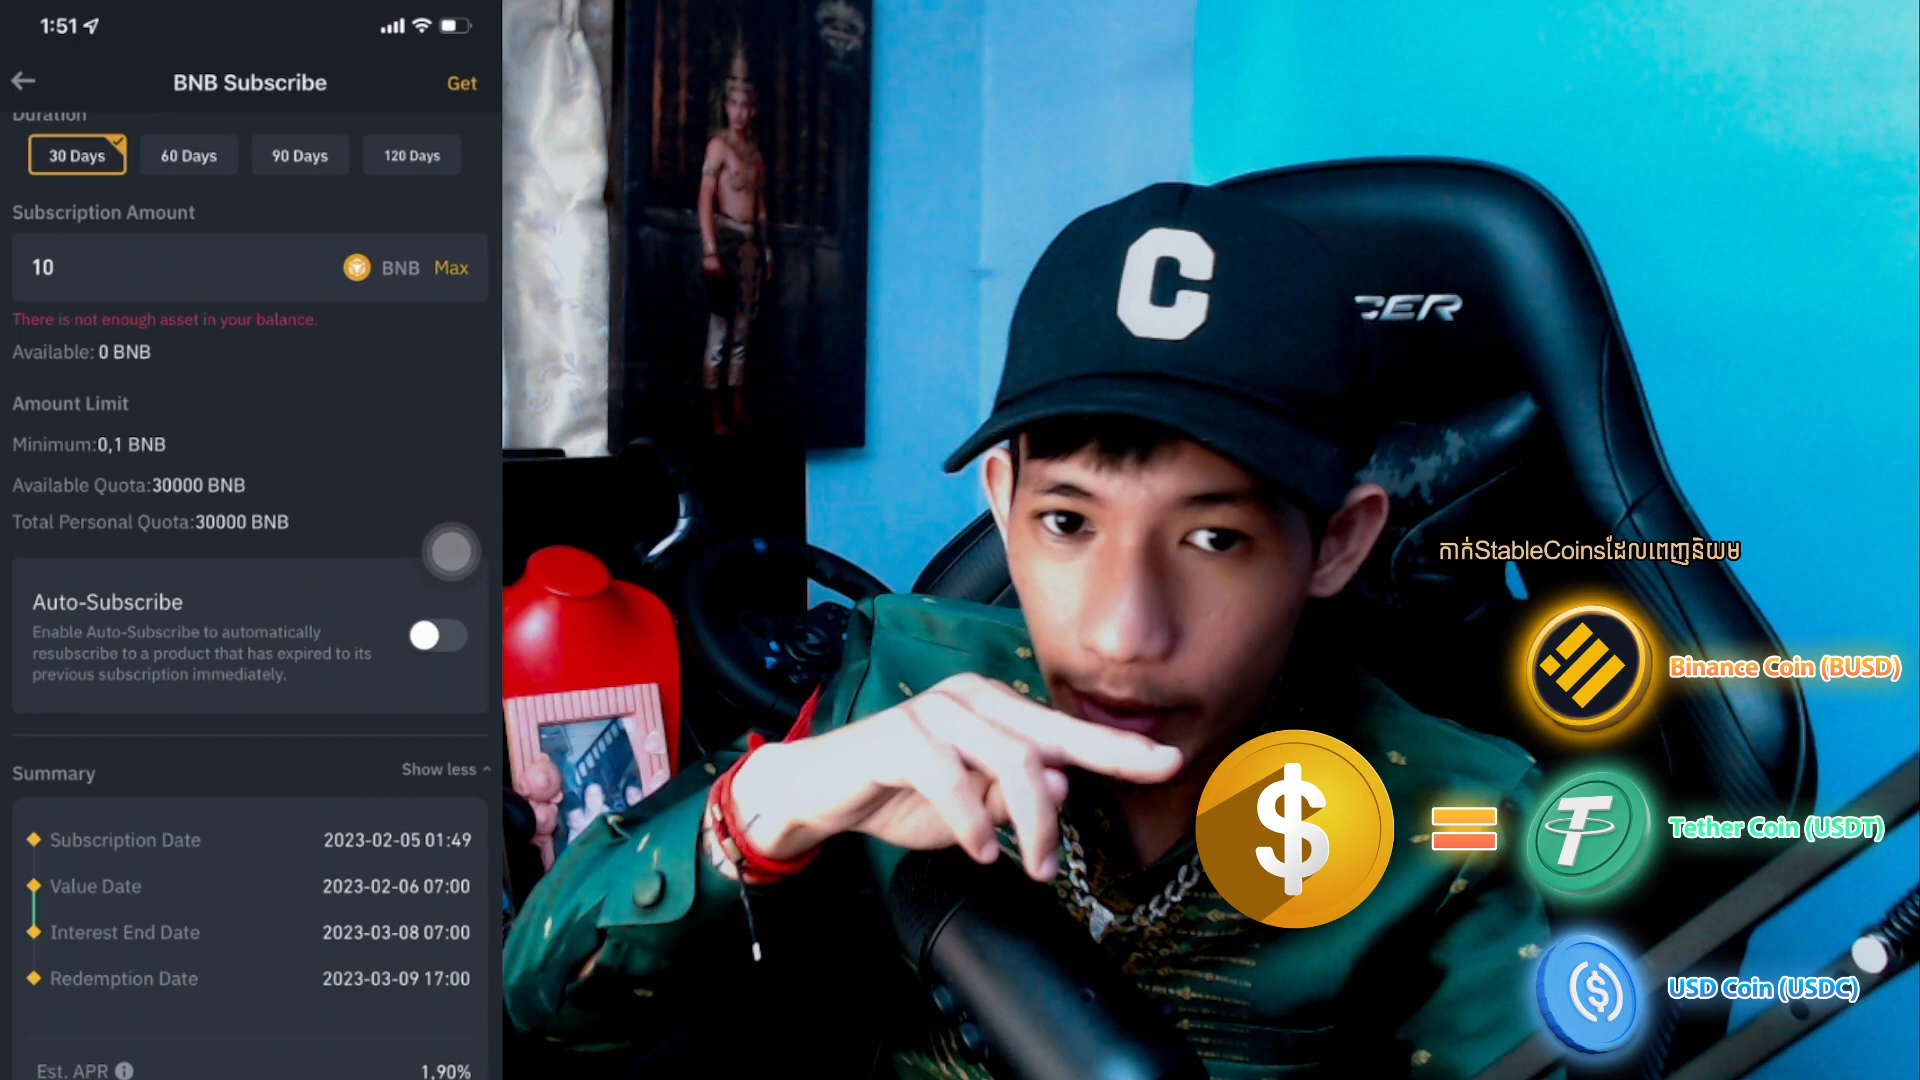 1:51
BNB Subscribe
Get
Duration
30 Days
60 Days
90 Days
120 Days
Subscription Amount
10
BNB Max
There is not enough asset in your balance.
Available: 0 BNB
Amount Limit
Minimum:0,1 BNB
Available Quota:30000 BNB
Total Personal Quota:30000 BNB
Auto-Subscribe
Enable Auto-Subscribe to automatically
resubscribe to a product that has expired to its
previous subscription immediately.
Summary
Show less
Subscription Date 2023-02-05 01:49
Value Date 2023-02-06 07:00
Interest End Date 2023-03-08 07:00
Redemption Date 2023-03-09 17:00
Est. APR 1,90%
C
CER
កាក់StableCoinsដែលពេញនិយម
Binance Coin (BUSD)
$
=
Tether Coin (USDT)
USD Coin (USDC)